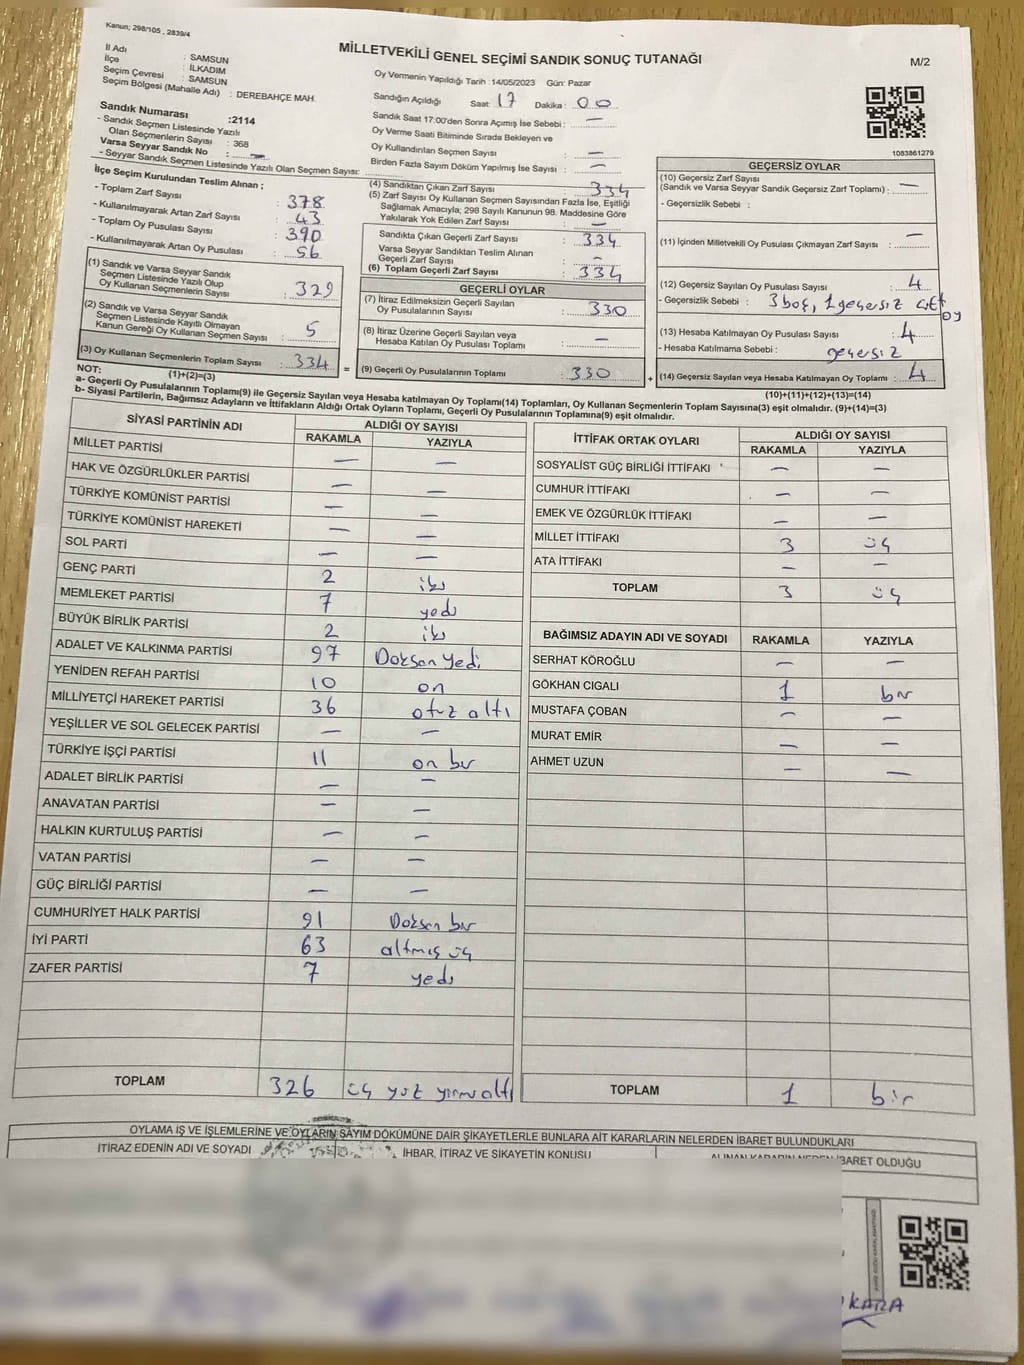 Kanun; 298/105 , 2839/4
MİLLETVEKİLİ GENEL SEÇİMİ SANDIK SONUÇ TUTANAĞI
M/2
İl Adı : SAMSUN
İlçe : İLKADIM
Seçim Çevresi : SAMSUN
Seçim Bölgesi (Mahalle Adı) : DEREBAHÇE MAH.
Sandık Numarası :2114
- Sandık Seçmen Listesinde Yazılı
Olan Seçmenlerin Sayısı : 368
Varsa Seyyar Sandık No : —
- Seyyar Sandık Seçmen Listesinde Yazılı Olan Seçmen Sayısı:
Oy Vermenin Yapıldığı Tarih :14/05/2023 Gün: Pazar
Sandığın Açıldığı Saat: 17 Dakika : 00
Sandık Saat 17:00'den Sonra Açılmış İse Sebebi : —
Oy Verme Saati Bitiminde Sırada Bekleyen ve
Oy Kullandırılan Seçmen Sayısı : —
Birden Fazla Sayım Döküm Yapılmış İse Sayısı : —
1083861279
İlçe Seçim Kurulundan Teslim Alınan ;
- Toplam Zarf Sayısı : 378
- Kullanılmayarak Artan Zarf Sayısı : 43
- Toplam Oy Pusulası Sayısı : 390
- Kullanılmayarak Artan Oy Pusulası : 56
(1) Sandık ve Varsa Seyyar Sandık
Seçmen Listesinde Yazılı Olup
Oy Kullanan Seçmenlerin Sayısı : 329
(2) Sandık ve Varsa Seyyar Sandık
Seçmen Listesinde Kayıtlı Olmayan
Kanun Gereği Oy Kullanan Seçmen Sayısı : 5
(3) Oy Kullanan Seçmenlerin Toplam Sayısı : 334 =
(1)+(2)=(3)
(4) Sandıktan Çıkan Zarf Sayısı : 334
(5) Zarf Sayısı Oy Kullanan Seçmen Sayısından Fazla İse, Eşitliği
Sağlamak Amacıyla; 298 Sayılı Kanunun 98. Maddesine Göre
Yakılarak Yok Edilen Zarf Sayısı : —
Sandıkta Çıkan Geçerli Zarf Sayısı : 334
Varsa Seyyar Sandıktan Teslim Alınan
Geçerli Zarf Sayısı : —
(6) Toplam Geçerli Zarf Sayısı : 334
GEÇERLİ OYLAR
(7) İtiraz Edilmeksizin Geçerli Sayılan
Oy Pusulalarının Sayısı : 330
(8) İtiraz Üzerine Geçerli Sayılan veya
Hesaba Katılan Oy Pusulası Toplamı : —
(9) Geçerli Oy Pusulalarının Toplamı : 330 +
GEÇERSİZ OYLAR
(10) Geçersiz Zarf Sayısı
(Sandık ve Varsa Seyyar Sandık Geçersiz Zarf Toplamı) : —
- Geçersizlik Sebebi :
(11) İçinden Milletvekili Oy Pusulası Çıkmayan Zarf Sayısı : —
(12) Geçersiz Sayılan Oy Pusulası Sayısı : 4
- Geçersizlik Sebebi : 3 boş, 1 geçersiz çift
oy
(13) Hesaba Katılmayan Oy Pusulası Sayısı : 4
- Hesaba Katılmama Sebebi : geçersiz
(14) Geçersiz Sayılan veya Hesaba Katılmayan Oy Toplamı : 4
(10)+(11)+(12)+(13)=(14)
NOT:
a- Geçerli Oy Pusulalarının Toplamı(9) ile Geçersiz Sayılan veya Hesaba katılmayan Oy Toplamı(14) Toplamları, Oy Kullanan Seçmenlerin Toplam Sayısına(3) eşit olmalıdır. (9)+(14)=(3)
b- Siyasi Partilerin, Bağımsız Adayların ve İttifakların Aldığı Ortak Oyların Toplamı, Geçerli Oy Pusulalarının Toplamına(9) eşit olmalıdır.
SİYASİ PARTİNİN ADI ALDIĞI OY SAYISI
RAKAMLA YAZIYLA
MİLLET PARTİSİ — —
HAK VE ÖZGÜRLÜKLER PARTİSİ — —
TÜRKİYE KOMÜNİST PARTİSİ — —
TÜRKİYE KOMÜNİST HAREKETİ — —
SOL PARTİ — —
GENÇ PARTİ 2 iki
MEMLEKET PARTİSİ 7 yedi
BÜYÜK BİRLİK PARTİSİ 2 iki
ADALET VE KALKINMA PARTİSİ 97 Doksan yedi
YENİDEN REFAH PARTİSİ 10 on
MİLLİYETÇİ HAREKET PARTİSİ 36 otuz altı
YEŞİLLER VE SOL GELECEK PARTİSİ — —
TÜRKİYE İŞÇİ PARTİSİ 11 on bir
ADALET BİRLİK PARTİSİ — —
ANAVATAN PARTİSİ — —
HALKIN KURTULUŞ PARTİSİ — —
VATAN PARTİSİ — —
GÜÇ BİRLİĞİ PARTİSİ — —
CUMHURİYET HALK PARTİSİ 91 Doksan bir
İYİ PARTİ 63 altmış üç
ZAFER PARTİSİ 7 yedi
TOPLAM 326 üç yüz yirmi altı
İTTİFAK ORTAK OYLARI ALDIĞI OY SAYISI
RAKAMLA YAZIYLA
SOSYALİST GÜÇ BİRLİĞİ İTTİFAKI — —
CUMHUR İTTİFAKI — —
EMEK VE ÖZGÜRLÜK İTTİFAKI — —
MİLLET İTTİFAKI 3 üç
ATA İTTİFAKI — —
TOPLAM 3 üç
BAĞIMSIZ ADAYIN ADI VE SOYADI RAKAMLA YAZIYLA
SERHAT KÖROĞLU — —
GÖKHAN CIGALI 1 bir
MUSTAFA ÇOBAN — —
MURAT EMİR — —
AHMET UZUN — —
TOPLAM 1 bir
OYLAMA İŞ VE İŞLEMLERİNE VE OYLARIN SAYIM DÖKÜMÜNE DAİR ŞİKAYETLERLE BUNLARA AİT KARARLARIN NELERDEN İBARET BULUNDUKLARI
İTİRAZ EDENİN ADI VE SOYADI İHBAR, İTİRAZ VE ŞİKAYETİN KONUSU ALINAN KARARIN NEDEN İBARET OLDUĞU
KARA